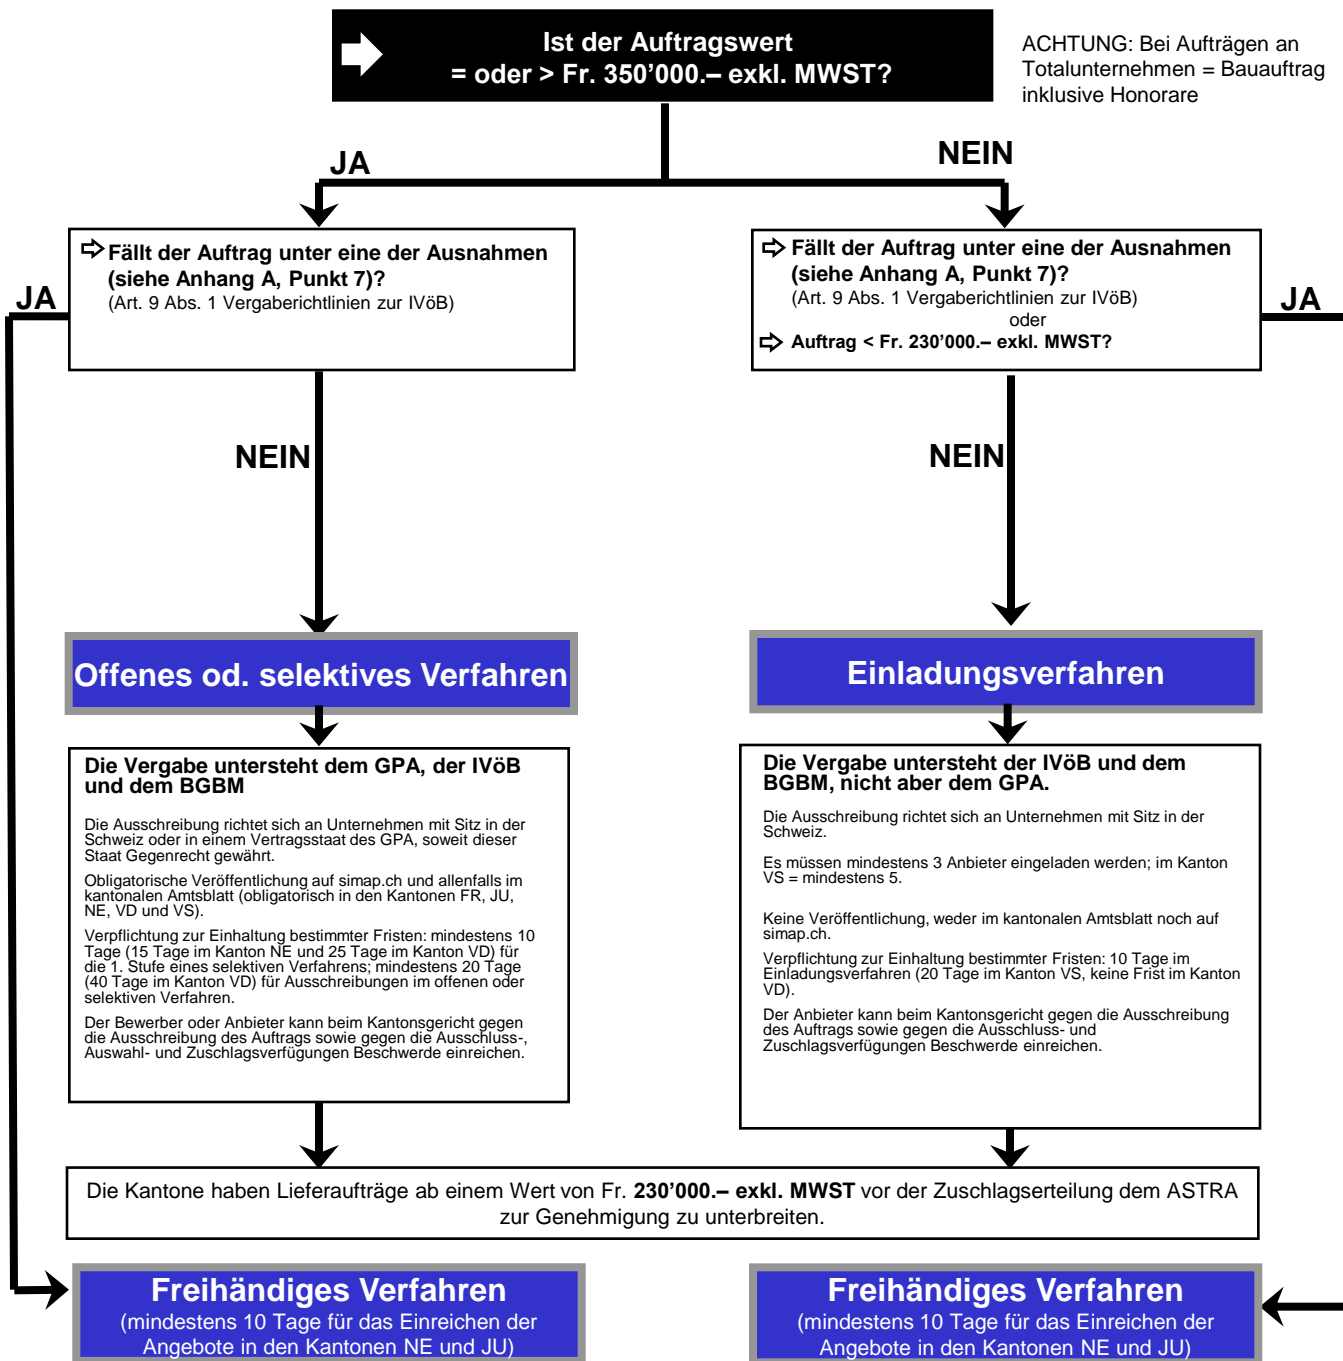 Ist der Auftragswert
= oder > Fr. 350’000.– exkl. MWST?
ACHTUNG: Bei Aufträgen an
Totalunternehmen = Bauauftrag
inklusive Honorare
JA
NEIN
Fällt der Auftrag unter eine der Ausnahmen
(siehe Anhang A, Punkt 7)?
(Art. 9 Abs. 1 Vergaberichtlinien zur IVöB)
JA
Fällt der Auftrag unter eine der Ausnahmen
(siehe Anhang A, Punkt 7)?
(Art. 9 Abs. 1 Vergaberichtlinien zur IVöB)
oder
Auftrag < Fr. 230’000.– exkl. MWST?
JA
NEIN
NEIN
Offenes od. selektives Verfahren
Einladungsverfahren
Die Vergabe untersteht dem GPA, der IVöB
und dem BGBM
Die Ausschreibung richtet sich an Unternehmen mit Sitz in der
Schweiz oder in einem Vertragsstaat des GPA, soweit dieser
Staat Gegenrecht gewährt.
Obligatorische Veröffentlichung auf simap.ch und allenfalls im
kantonalen Amtsblatt (obligatorisch in den Kantonen FR, JU,
NE, VD und VS).
Verpflichtung zur Einhaltung bestimmter Fristen: mindestens 10
Tage (15 Tage im Kanton NE und 25 Tage im Kanton VD) für
die 1. Stufe eines selektiven Verfahrens; mindestens 20 Tage
(40 Tage im Kanton VD) für Ausschreibungen im offenen oder
selektiven Verfahren.
Der Bewerber oder Anbieter kann beim Kantonsgericht gegen
die Ausschreibung des Auftrags sowie gegen die Ausschluss-,
Auswahl- und Zuschlagsverfügungen Beschwerde einreichen.
Die Vergabe untersteht der IVöB und dem
BGBM, nicht aber dem GPA.
Die Ausschreibung richtet sich an Unternehmen mit Sitz in der
Schweiz.
Es müssen mindestens 3 Anbieter eingeladen werden; im Kanton
VS = mindestens 5.
Keine Veröffentlichung, weder im kantonalen Amtsblatt noch auf
simap.ch.
Verpflichtung zur Einhaltung bestimmter Fristen: 10 Tage im
Einladungsverfahren (20 Tage im Kanton VS, keine Frist im Kanton
VD).
Der Anbieter kann beim Kantonsgericht gegen die Ausschreibung
des Auftrags sowie gegen die Ausschluss- und
Zuschlagsverfügungen Beschwerde einreichen.
Die Kantone haben Lieferaufträge ab einem Wert von Fr. 230’000.– exkl. MWST vor der Zuschlagserteilung dem ASTRA
zur Genehmigung zu unterbreiten.
Freihändiges Verfahren
(mindestens 10 Tage für das Einreichen der
Angebote in den Kantonen NE und JU)
Freihändiges Verfahren
(mindestens 10 Tage für das Einreichen der
Angebote in den Kantonen NE und JU)